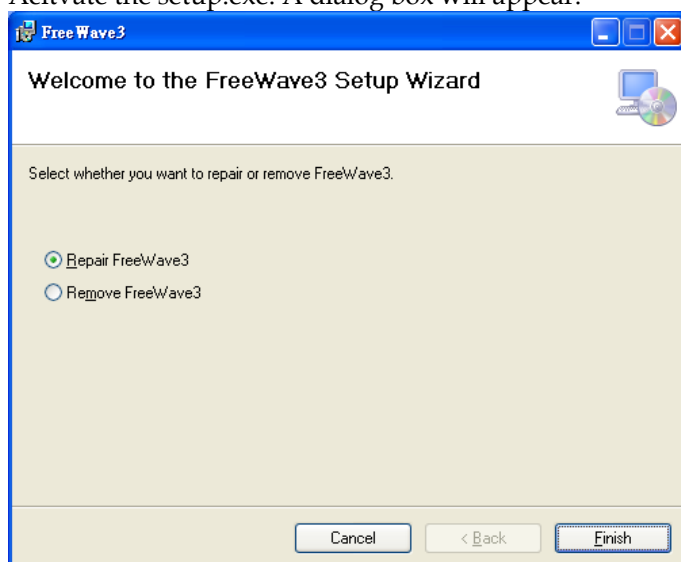 Acitvate the setup.exe. A dialog box will appear.
FreeWave3
Welcome to the FreeWave3 Setup Wizard
Select whether you want to repair or remove FreeWave3.
Repair FreeWave3
Remove FreeWave3
Cancel
< Back
Finish